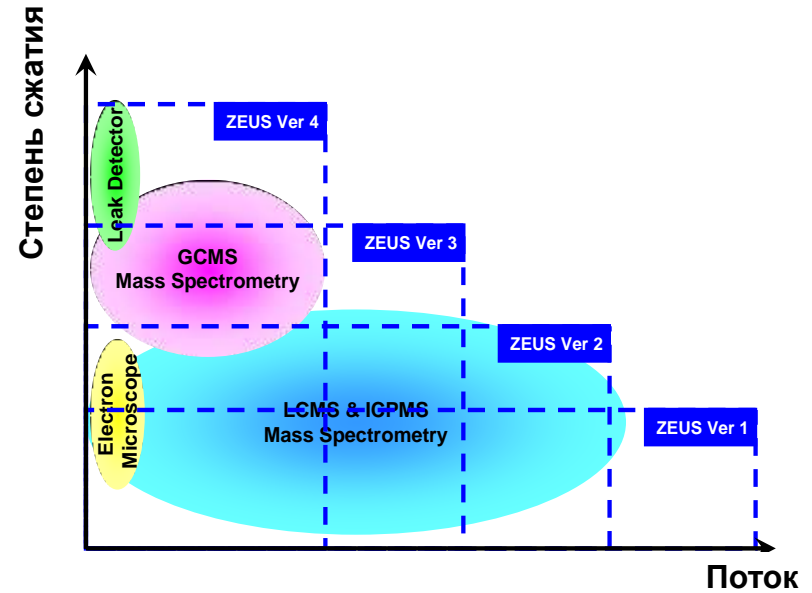 Степень сжатия
ZEUS Ver 4
Leak Detector
ZEUS Ver 3
GCMS
Mass Spectrometry
ZEUS Ver 2
Electron
Microscope
LCMS & ICPMS
Mass Spectrometry
ZEUS Ver 1
Поток